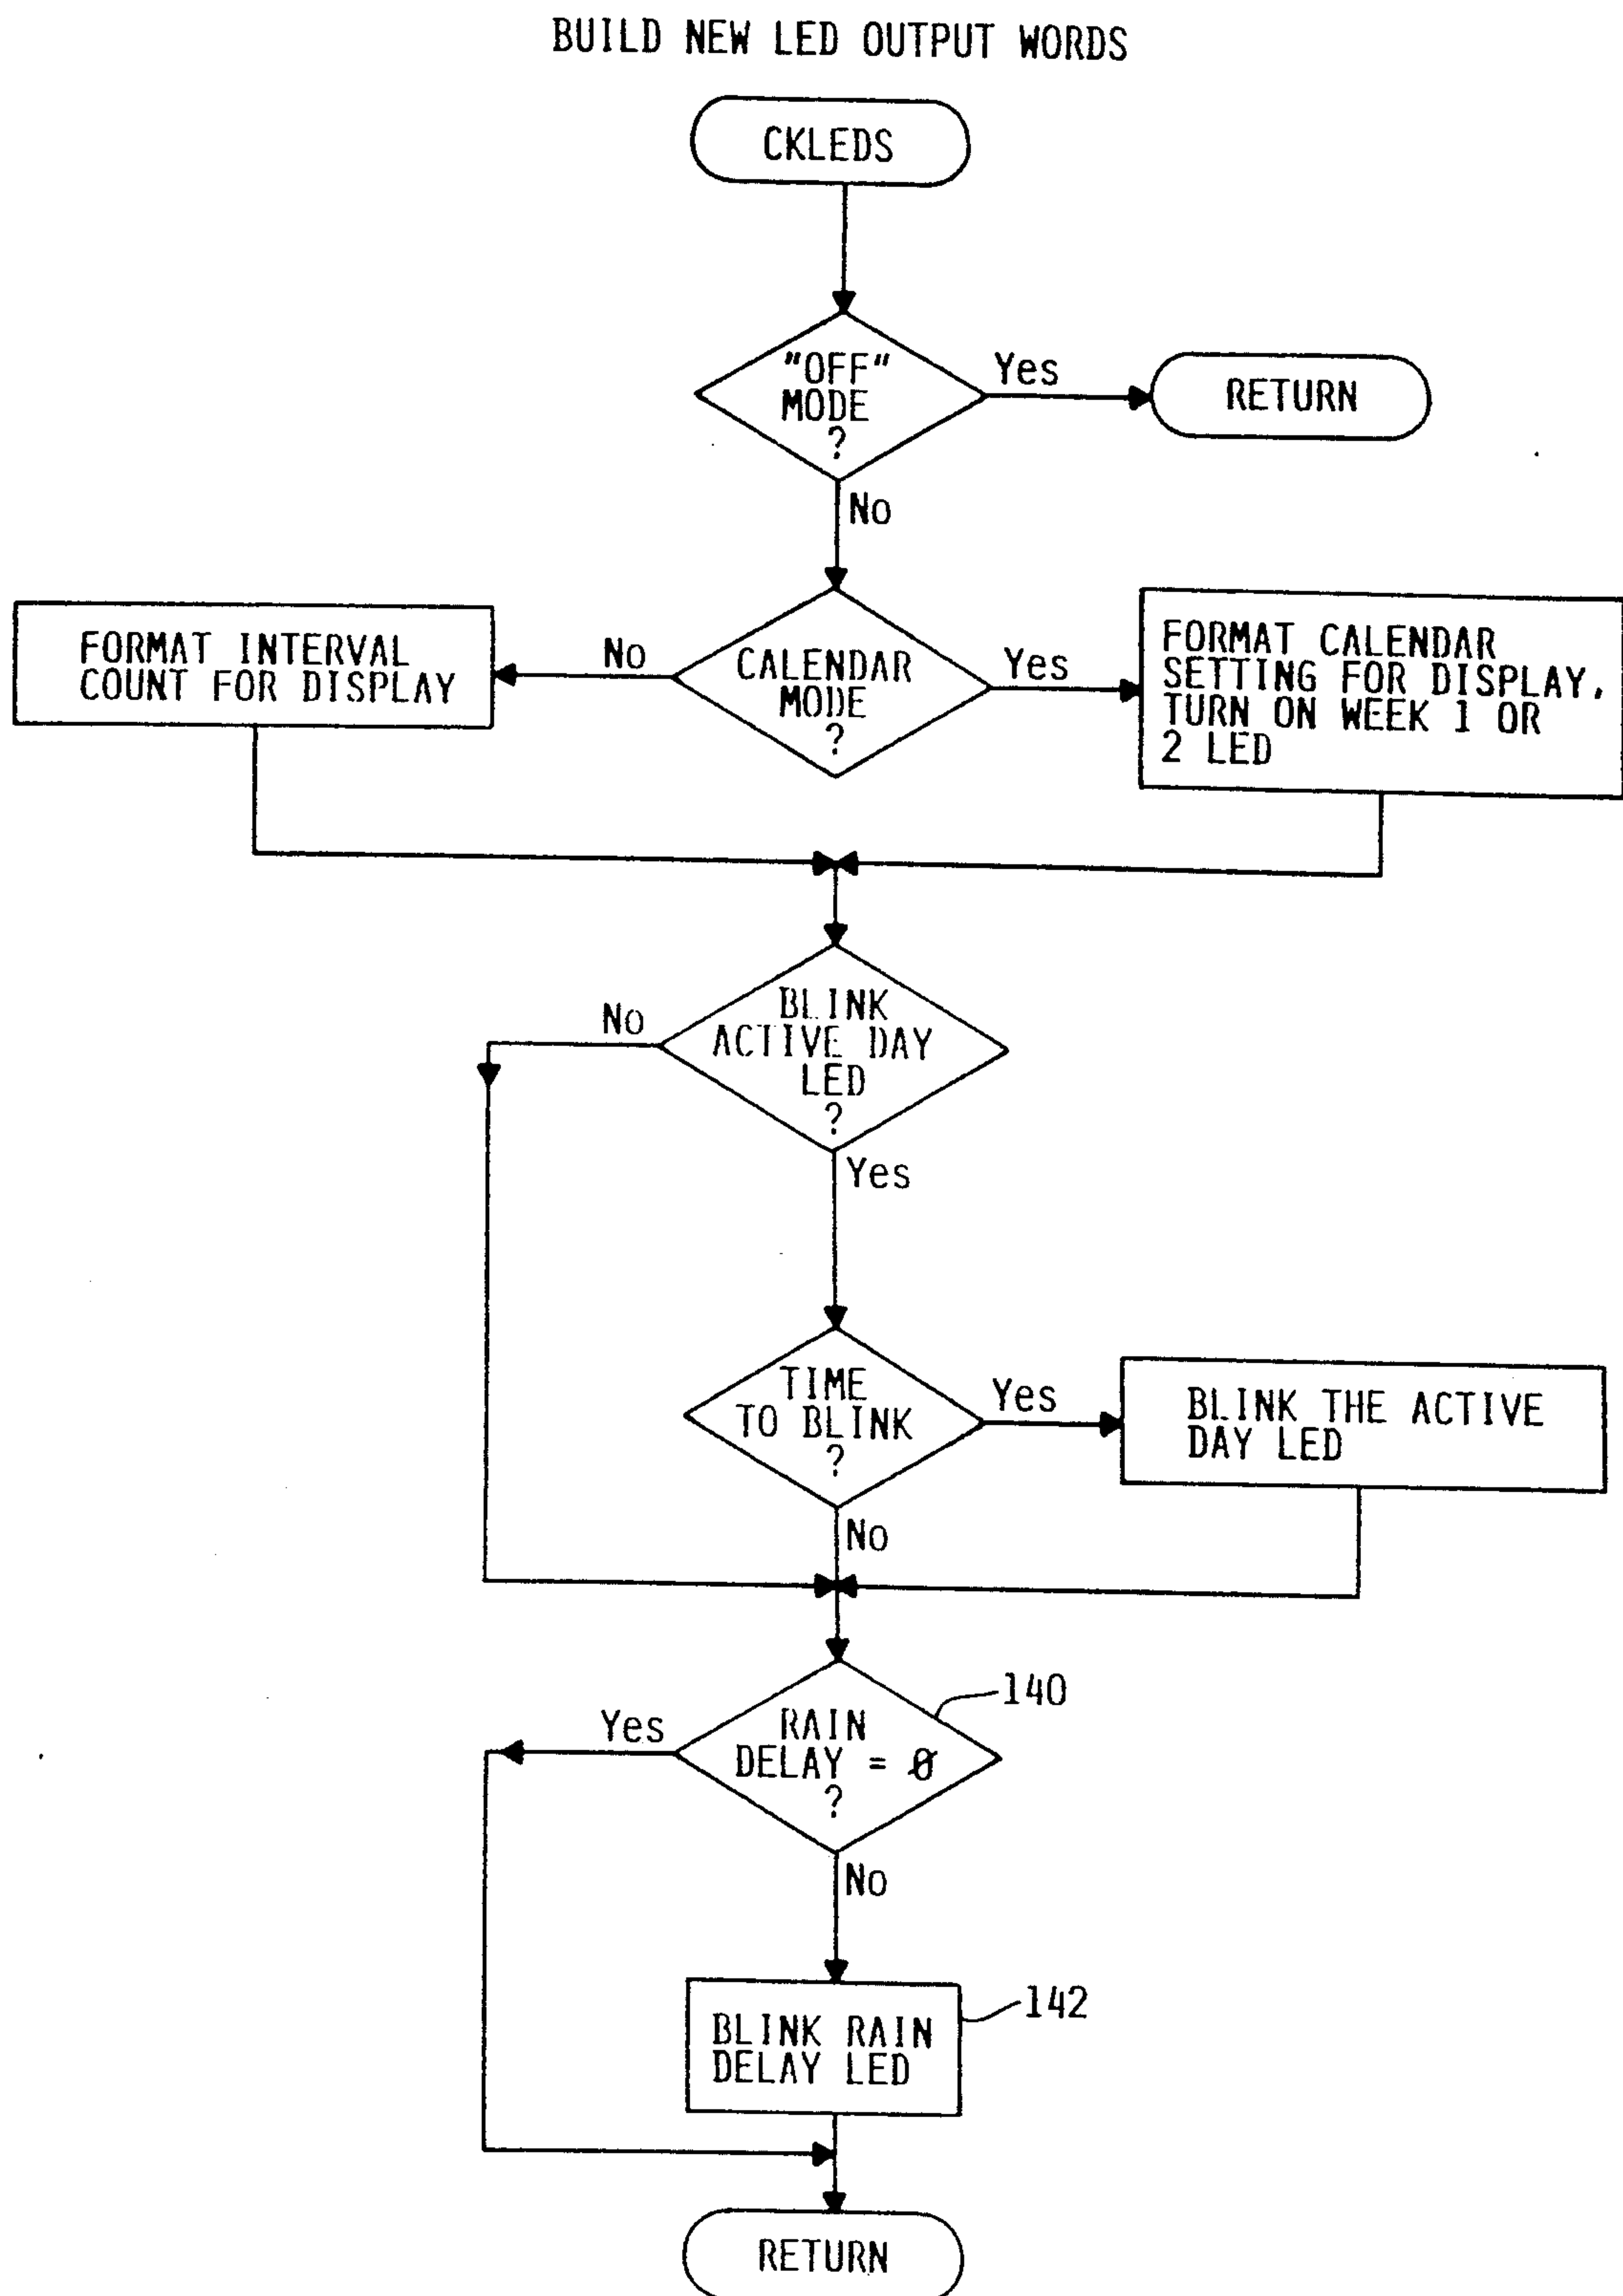 BUILD NEW LED OUTPUT WORDS
CKLEDS
"OFF"
MODE
?
Yes
RETURN
No
FORMAT INTERVAL
COUNT FOR DISPLAY
No
CALENDAR
MODE
?
Yes
FORMAT CALENDAR
SETTING FOR DISPLAY,
TURN ON WEEK 1 OR
2 LED
BLINK
ACTIVE DAY
LED
?
No
Yes
TIME
TO BLINK
?
Yes
BLINK THE ACTIVE
DAY LED
No
140
Yes
RAIN
DELAY = 0
?
No
142
BLINK RAIN
DELAY LED
RETURN